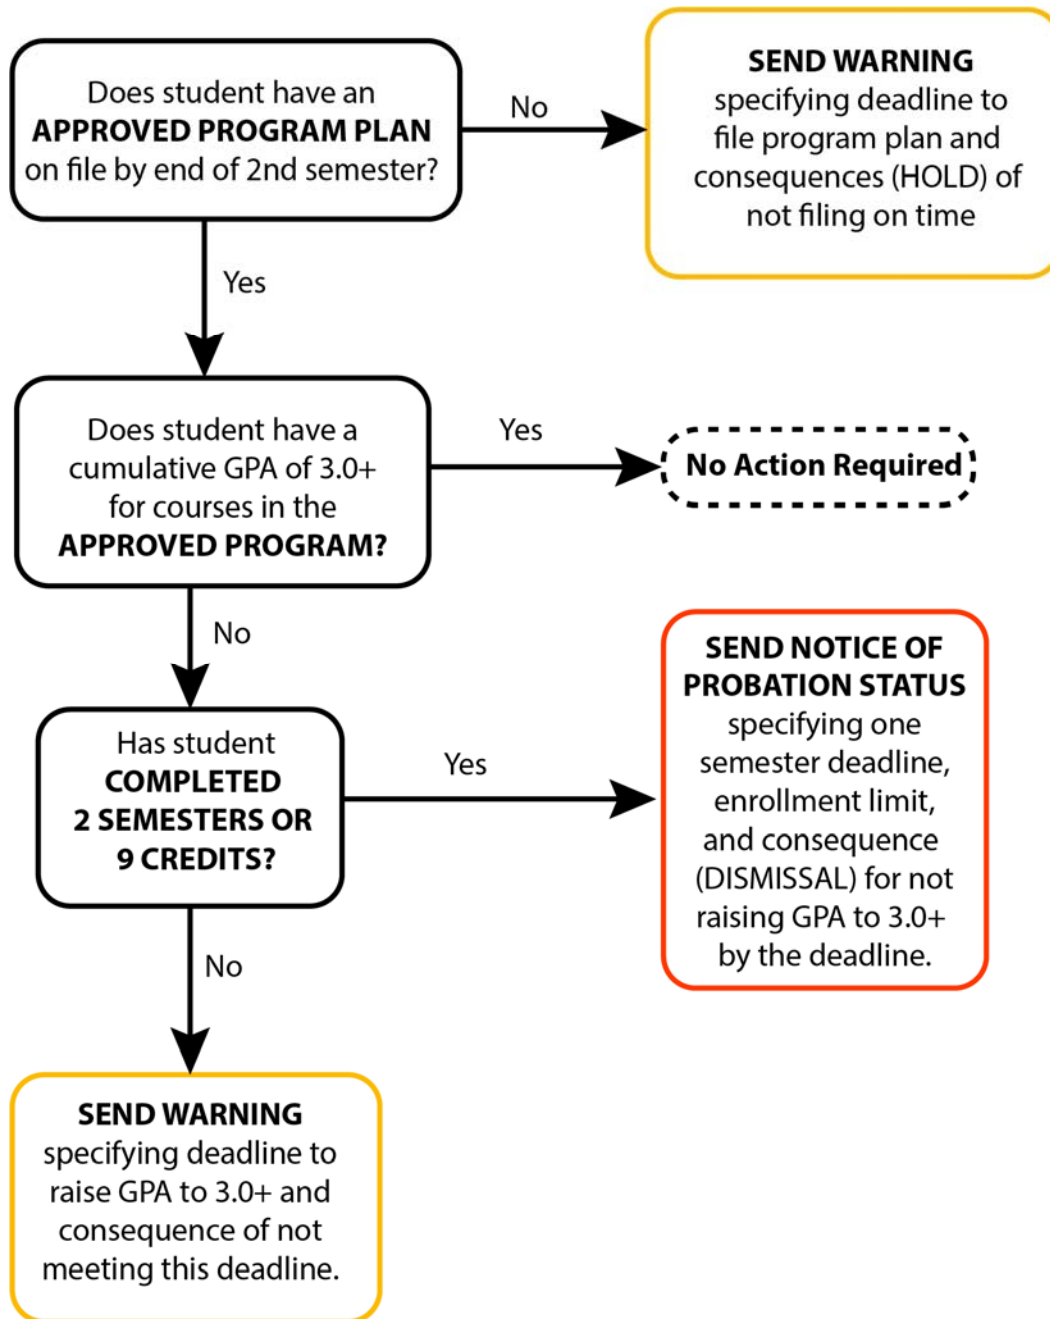 Does student have an
APPROVED PROGRAM PLAN
on file by end of 2nd semester?
No
SEND WARNING
specifying deadline to
file program plan and
consequences (HOLD) of
not filing on time
Yes
Does student have a
cumulative GPA of 3.0+
for courses in the
APPROVED PROGRAM?
Yes
No Action Required
No
Has student
COMPLETED
2 SEMESTERS OR
9 CREDITS?
Yes
SEND NOTICE OF
PROBATION STATUS
specifying one
semester deadline,
enrollment limit,
and consequence
(DISMISSAL) for not
raising GPA to 3.0+
by the deadline.
No
SEND WARNING
specifying deadline to
raise GPA to 3.0+ and
consequence of not
meeting this deadline.